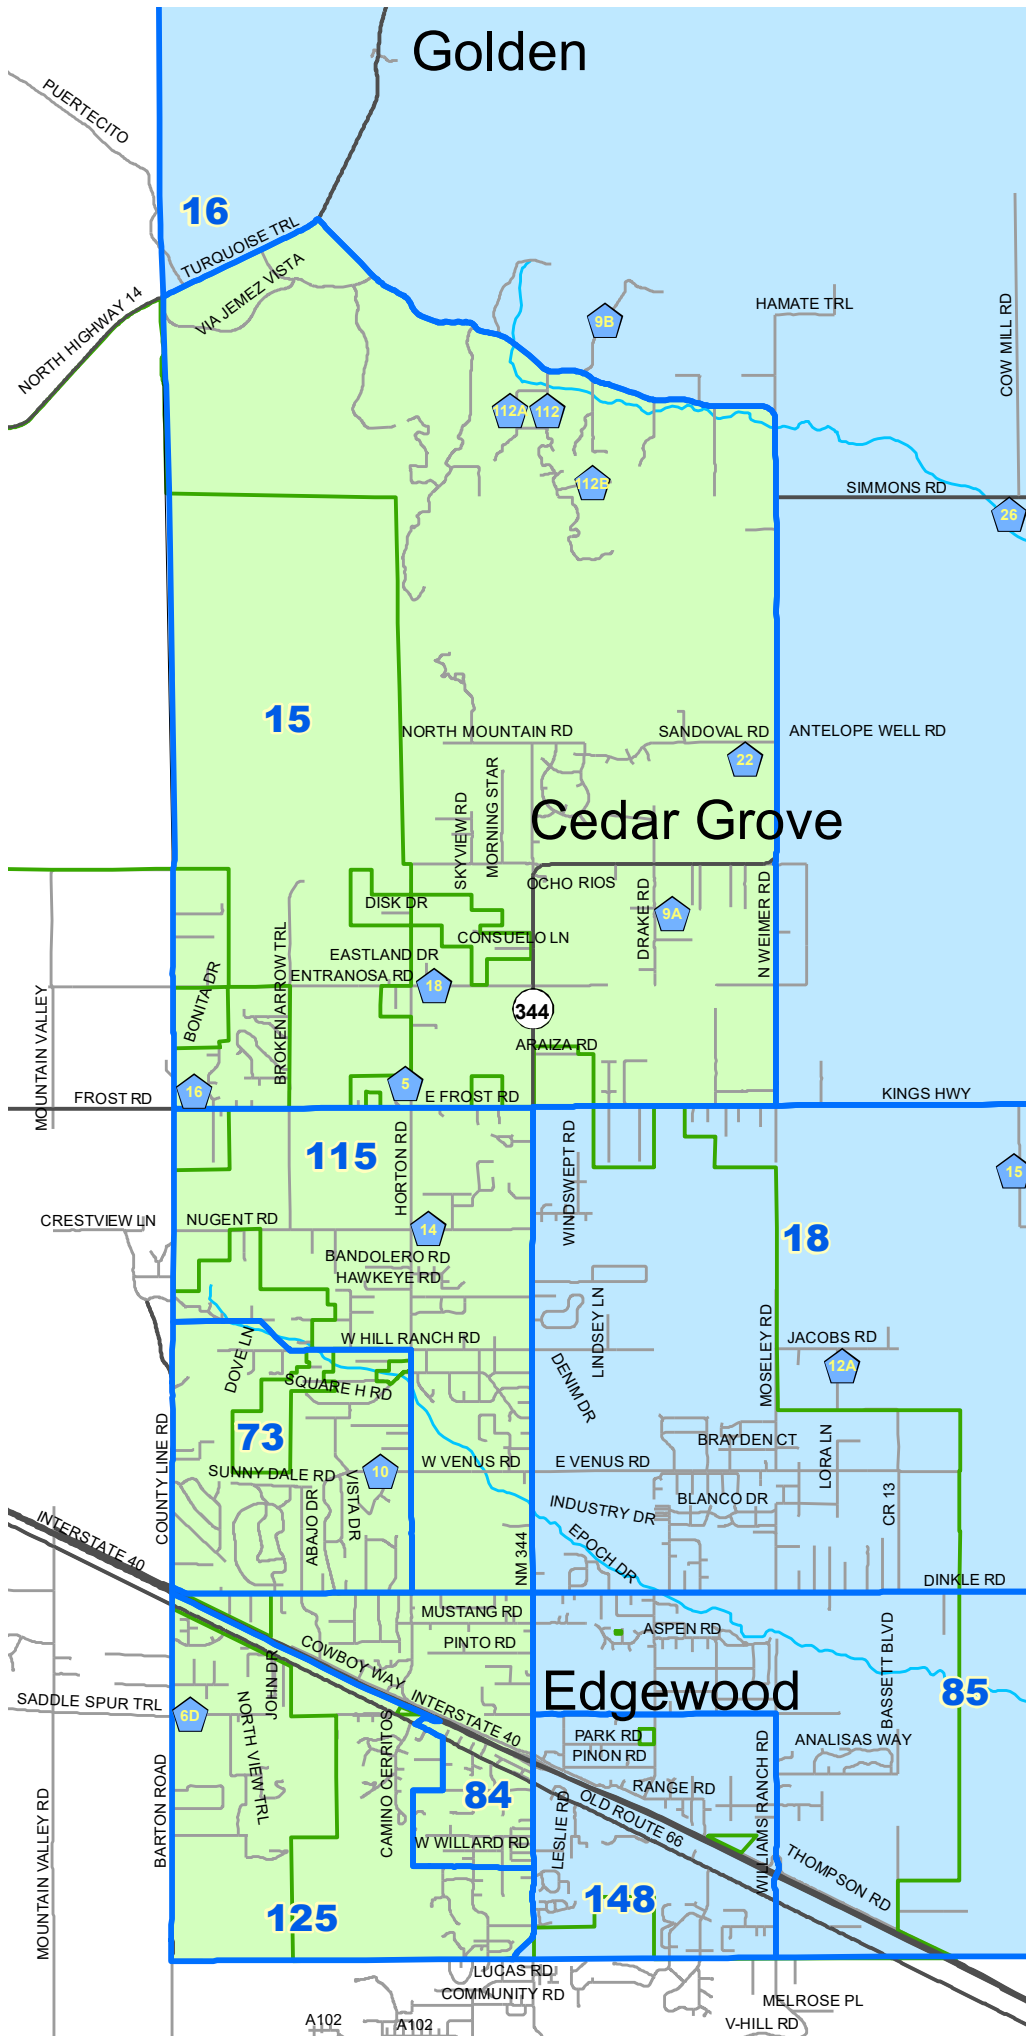 Golden
PUERTECITO
16
TURQUOISE TRL
VIA JEMEZ VISTA
NORTH HIGHWAY 14
9B
HAMATE TRL
COW MILL RD
112A
112
112B
SIMMONS RD
26
15
NORTH MOUNTAIN RD
SANDOVAL RD
ANTELOPE WELL RD
22
SKYVIEW RD
MORNING STAR
Cedar Grove
OCHO RIOS
DISK DR
DRAKE RD
9A
N WEIMER RD
CONSUELO LN
EASTLAND DR
ENTRANOSA RD
18
BROKEN ARROW TRL
BONITA DR
MOUNTAIN VALLEY
344
ARAIZA RD
16
5
FROST RD
E FROST RD
KINGS HWY
115
HORTON RD
WINDSWEPT RD
15
CRESTVIEW LN
NUGENT RD
14
18
BANDOLERO RD
HAWKEYE RD
LINDSEY LN
W HILL RANCH RD
MOSELEY RD
JACOBS RD
DOVE LN
12A
SQUARE H RD
DENIM DR
73
COUNTY LINE RD
BRAYDEN CT
LORA LN
SUNNY DALE RD
10
W VENUS RD
E VENUS RD
VISTA DR
ABAJO DR
BLANCO DR
CR 13
INDUSTRY DR
INTERSTATE 40
EPOCH DR
NM 344
DINKLE RD
MUSTANG RD
ASPEN RD
BASSETT BLVD
PINTO RD
COWBOY WAY
JOHN DR
Edgewood
85
SADDLE SPUR TRL
6D
NORTH VIEW TRL
INTERSTATE 40
CAMINO CERRITOS
PARK RD
PINON RD
WILLIAMS RANCH RD
ANALISAS WAY
RANGE RD
84
OLD ROUTE 66
LESLIE RD
MOUNTAIN VALLEY RD
BARTON ROAD
W WILLARD RD
THOMPSON RD
125
148
LUCAS RD
COMMUNITY RD
MELROSE PL
A102
A102
V-HILL RD